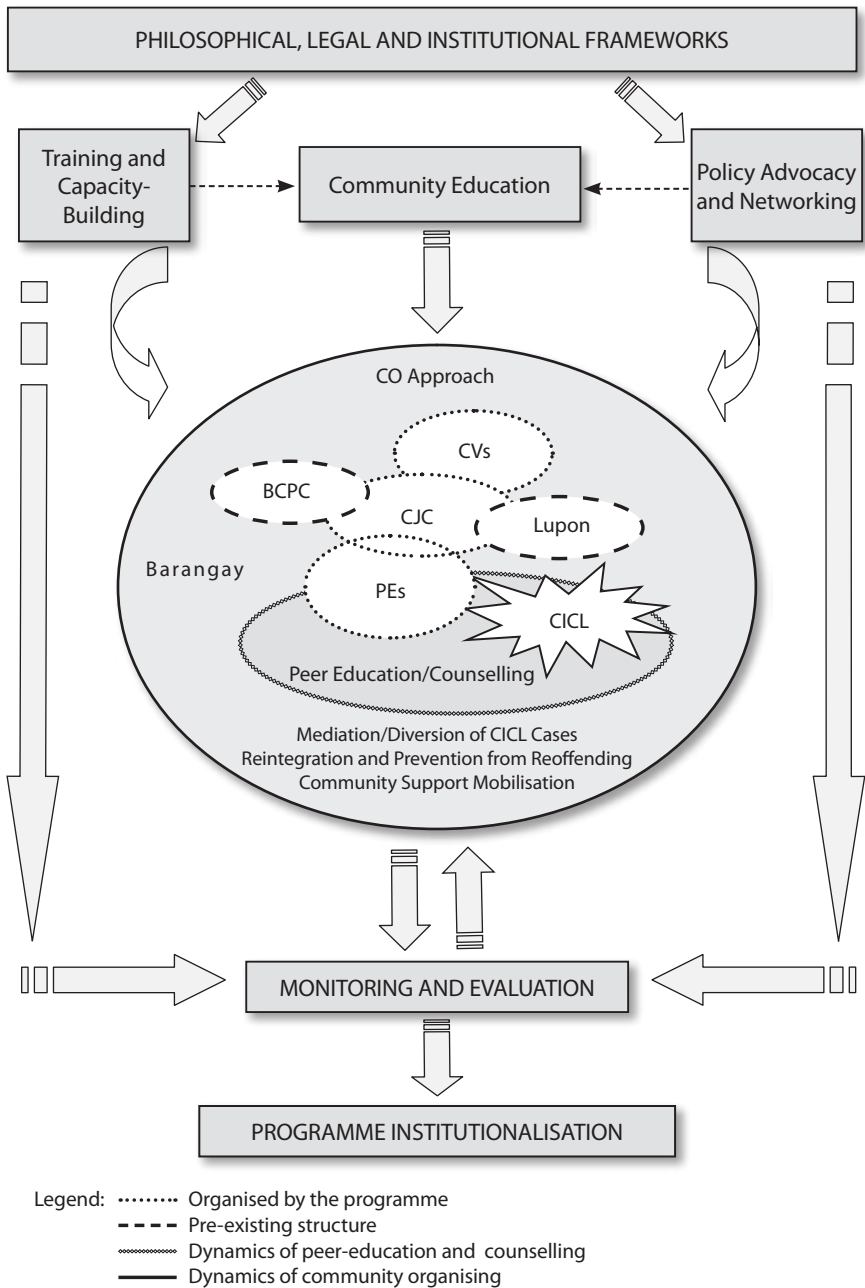 PHILOSOPHICAL, LEGAL AND INSTITUTIONAL FRAMEWORKS
Training and
Capacity-
Building
Community Education
Policy Advocacy
and Networking
CO Approach
CVs
BCPC
CJC
Lupon
Barangay
PEs
CICL
Peer Education/Counselling
Mediation/Diversion of CICL Cases
Reintegration and Prevention from Reoffending
Community Support Mobilisation
MONITORING AND EVALUATION
PROGRAMME INSTITUTIONALISATION
Legend: Organised by the programme
Pre-existing structure
Dynamics of peer-education and counselling
Dynamics of community organising